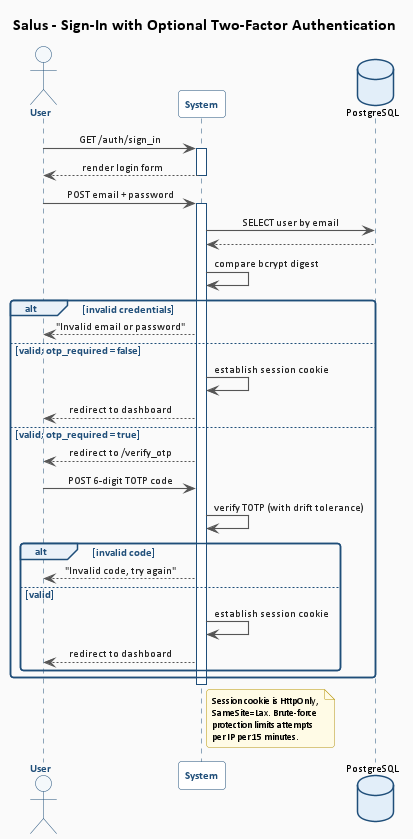 Salus - Sign-In with Optional Two-Factor Authentication
User
System
PostgreSQL
GET /auth/sign_in
render login form
POST email + password
SELECT user by email
compare bcrypt digest
alt [invalid credentials]
"Invalid email or password"
[valid; otp_required = false]
establish session cookie
redirect to dashboard
[valid; otp_required = true]
redirect to /verify_otp
POST 6-digit TOTP code
verify TOTP (with drift tolerance)
alt [invalid code]
"Invalid code, try again"
[valid]
establish session cookie
redirect to dashboard
Session cookie is HttpOnly,
SameSite=Lax. Brute-force
protection limits attempts
per IP per 15 minutes.
User
System
PostgreSQL